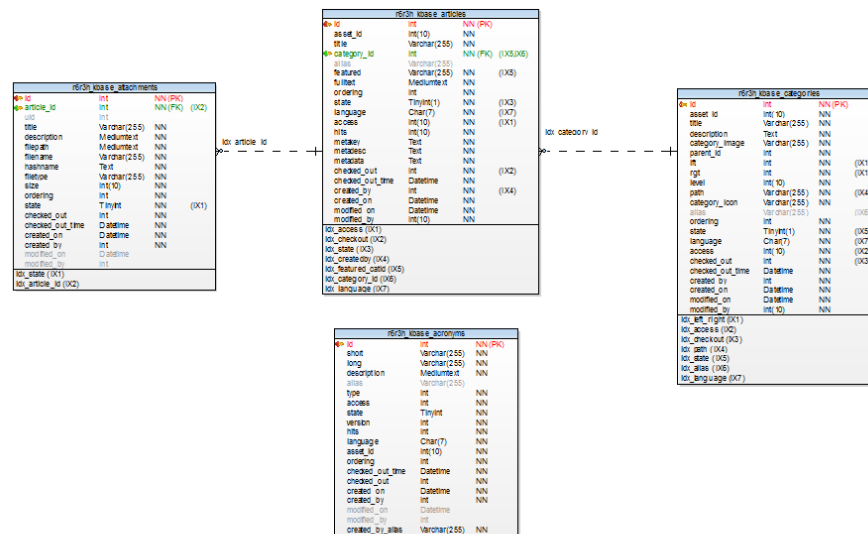 r6r3h_kbase_articles
id Int NN (PK)
asset_id Int(10) NN
title Varchar(255) NN
category_id Int NN (FK) (IX5,IX6)
alias Varchar(255)
featured Varchar(255) NN (IX5)
fulltext Mediumtext NN
ordering Int NN
state Tinyint(1) NN (IX3)
language Char(7) NN (IX7)
access Int(10) NN (IX1)
hits Int(10) NN
metakey Text NN
metadesc Text NN
metadata Text NN
checked_out Int NN (IX2)
checked_out_time Datetime NN
created_by Int NN (IX4)
created_on Datetime NN
modified_on Datetime NN
modified_by Int(10) NN
idx_access (IX1)
idx_checkout (IX2)
idx_state (IX3)
idx_createdby (IX4)
idx_featured_catid (IX5)
idx_category_id (IX6)
idx_language (IX7)
r6r3h_kbase_attachments
id Int NN (PK)
article_id Int NN (FK) (IX2)
uid Int
title Varchar(255) NN
description Mediumtext NN
filepath Mediumtext NN
filename Varchar(255) NN
hashname Text NN
filetype Varchar(255) NN
size Int(10) NN
ordering Int NN
state Tinyint NN (IX1)
checked_out Int NN
checked_out_time Datetime NN
created_on Datetime NN
created_by Int NN
modified_on Datetime
modified_by Int
idx_state (IX1)
idx_article_id (IX2)
idx_article_id
idx_category_id
r6r3h_kbase_categories
id Int NN (PK)
asset_id Int(10) NN
title Varchar(255) NN
description Text NN
category_image Varchar(255) NN
parent_id Int NN
lft Int NN (IX1
rgt Int NN (IX1
level Int(10) NN
path Varchar(255) NN (IX4
category_icon Varchar(255) NN
alias Varchar(255) (IX6
ordering Int NN
state Tinyint(1) NN (IX5
language Char(7) NN (IX7
access Int(10) NN (IX2
checked_out Int NN (IX3
checked_out_time Datetime NN
created_by Int NN
created_on Datetime NN
modified_on Datetime NN
modified_by Int(10) NN
idx_left_right (IX1)
idx_access (IX2)
idx_checkout (IX3)
idx_path (IX4)
idx_state (IX5)
idx_alias (IX6)
idx_language (IX7)
r6r3h_kbase_acronyms
id Int NN (PK)
short Varchar(255) NN
long Varchar(255) NN
description Mediumtext NN
alias Varchar(255)
type Int NN
access Int NN
state Tinyint NN
version Int NN
hits Int NN
language Char(7) NN
asset_id Int(10) NN
ordering Int NN
checked_out_time Datetime NN
checked_out Int NN
created_on Datetime NN
created_by Int NN
modified_on Datetime
modified_by Int
created_by_alias Varchar(255) NN